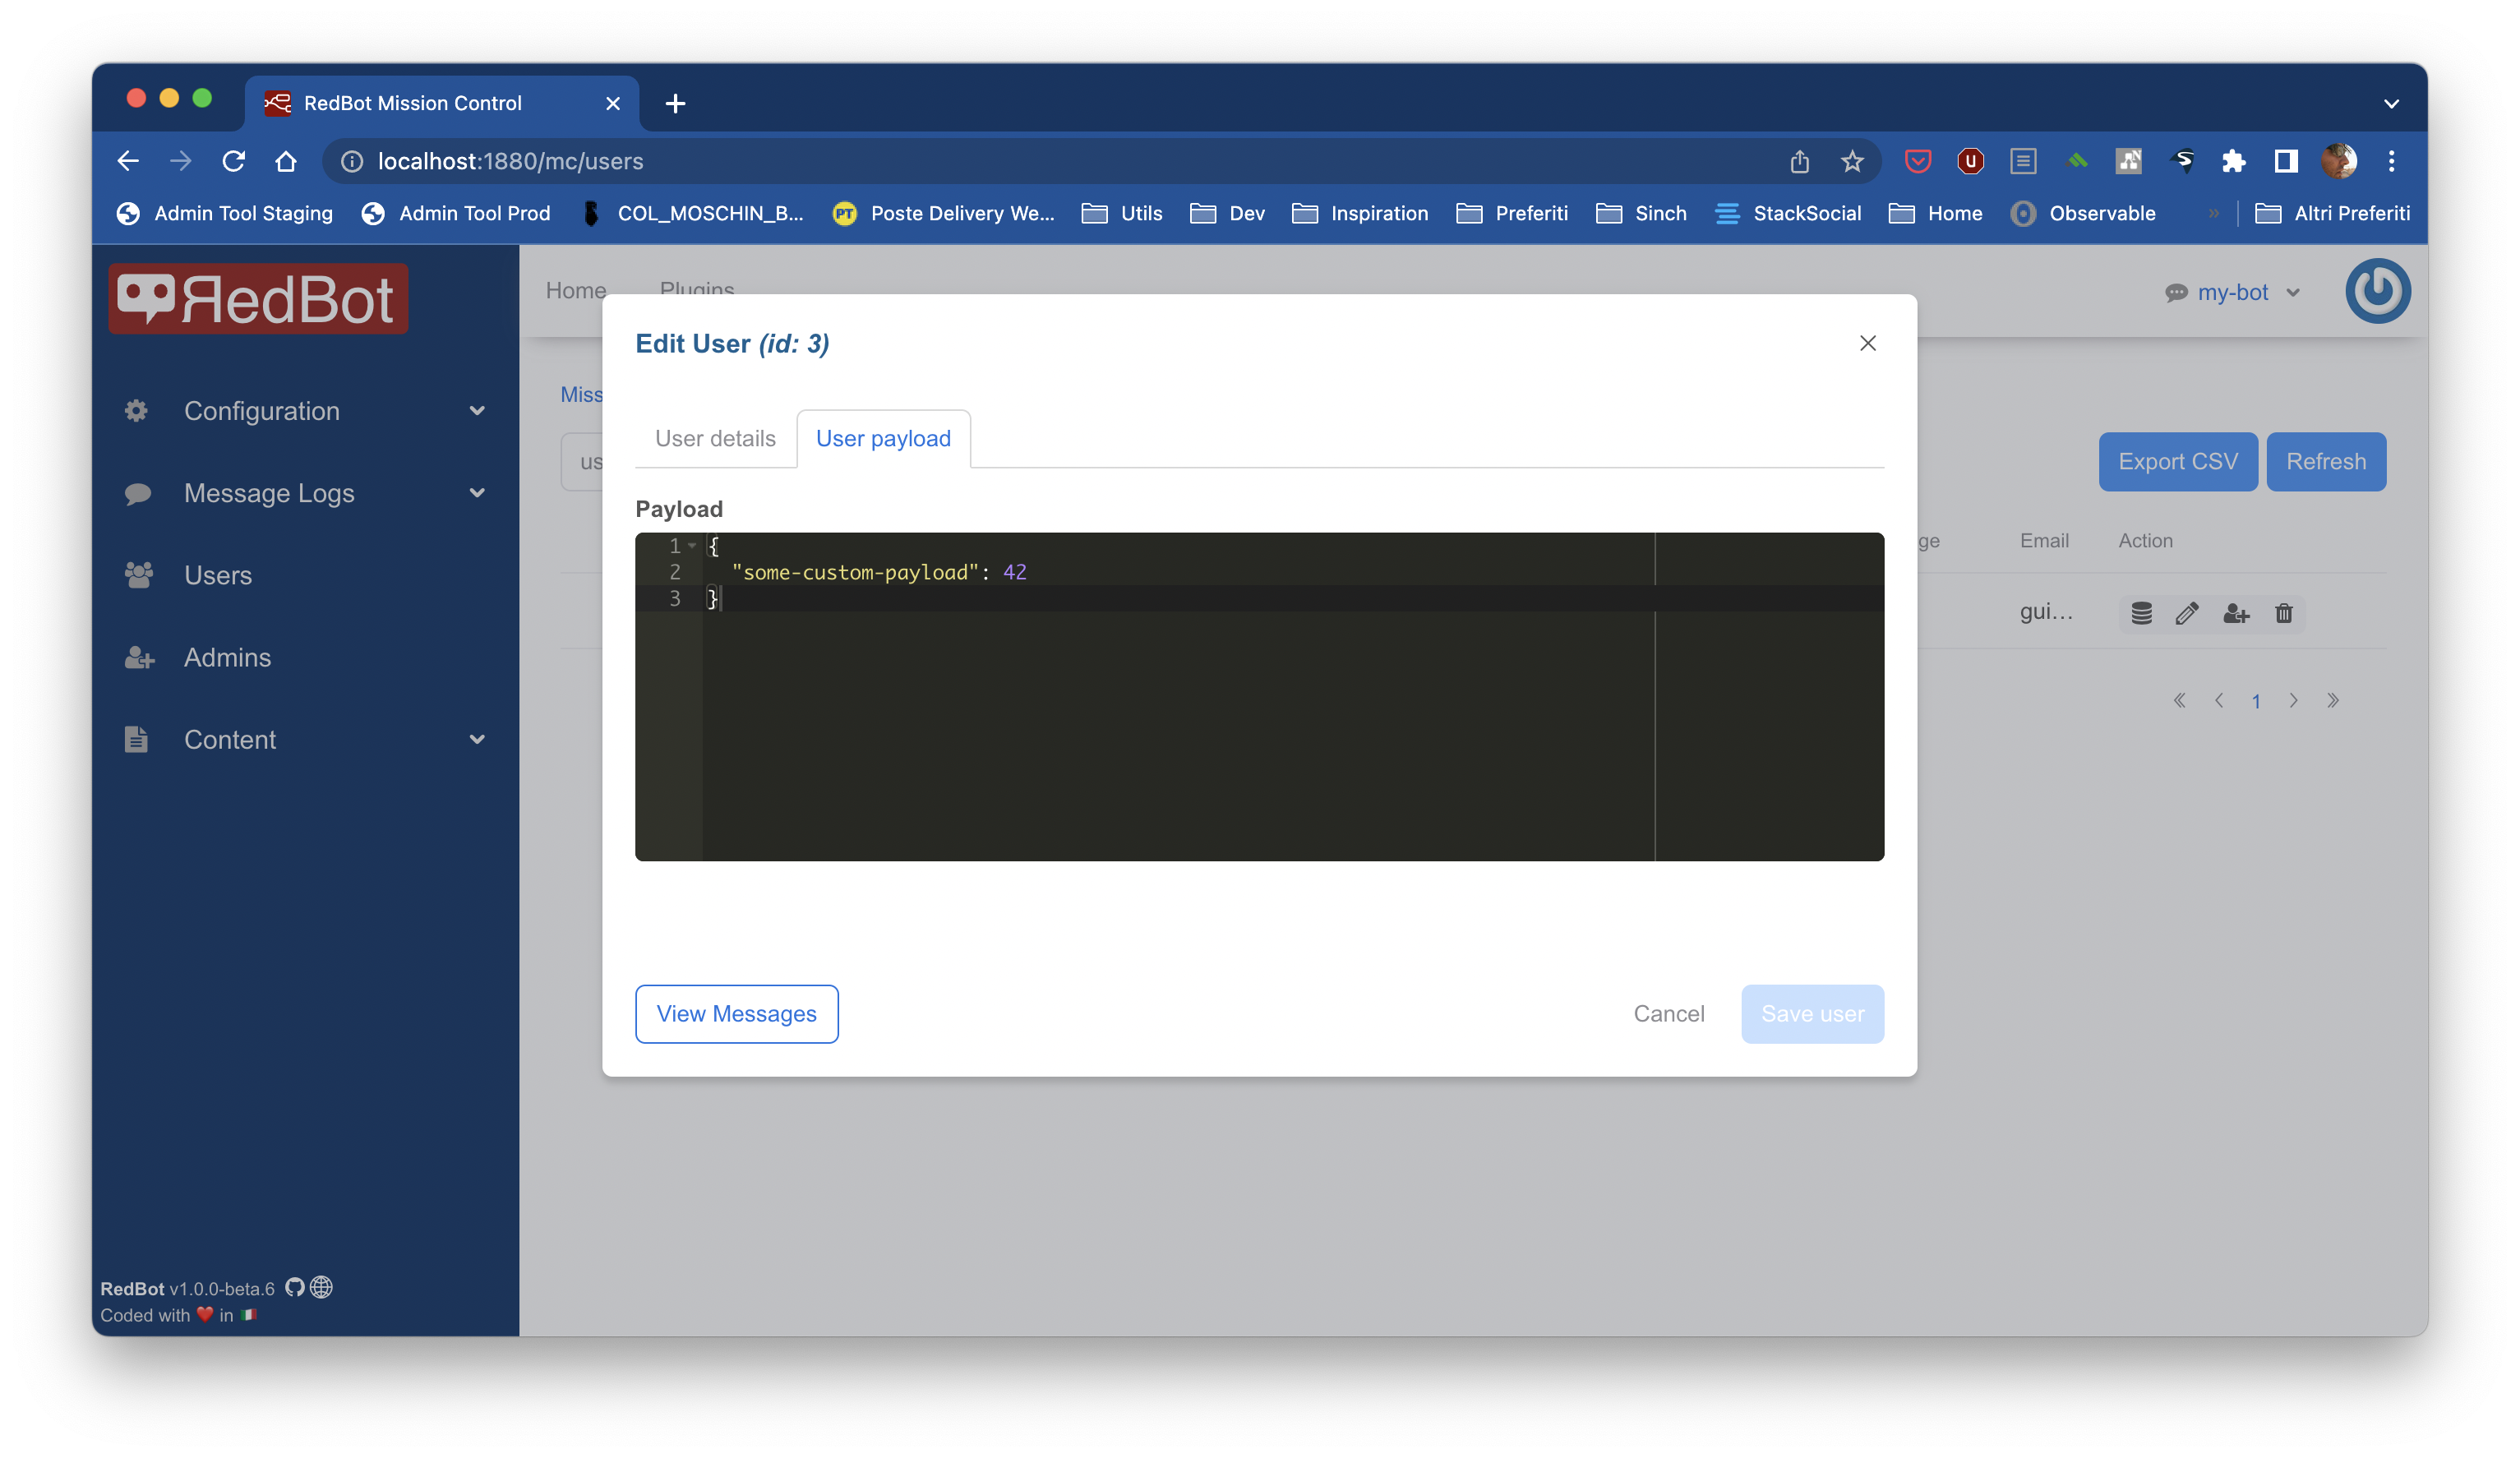 RedBot Mission Control
localhost:1880/mc/users
Admin Tool Staging
Admin Tool Prod
COL_MOSCHIN_B...
Poste Delivery We...
Utils
Dev
Inspiration
Preferiti
Sinch
StackSocial
Home
Observable
»
Altri Preferiti
ЯedBot
Home
Plugins
my-bot
Configuration
Message Logs
Users
Admins
Content
Miss
us
Export CSV
Refresh
ge
Email
Action
gui...
« ‹ 1 › »
Edit User (id: 3)
User details
User payload
Payload
1 {
2 "some-custom-payload": 42
3 }
View Messages
Cancel
Save user
RedBot v1.0.0-beta.6
Coded with ❤️ in 🇮🇹